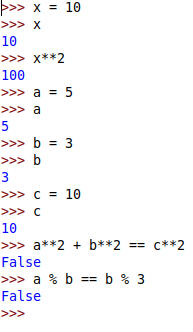 >>> x = 10
>>> x
10
>>> x**2
100
>>> a = 5
>>> a
5
>>> b = 3
>>> b
3
>>> c = 10
>>> c
10
>>> a**2 + b**2 == c**2
False
>>> a % b == b % 3
False
>>>